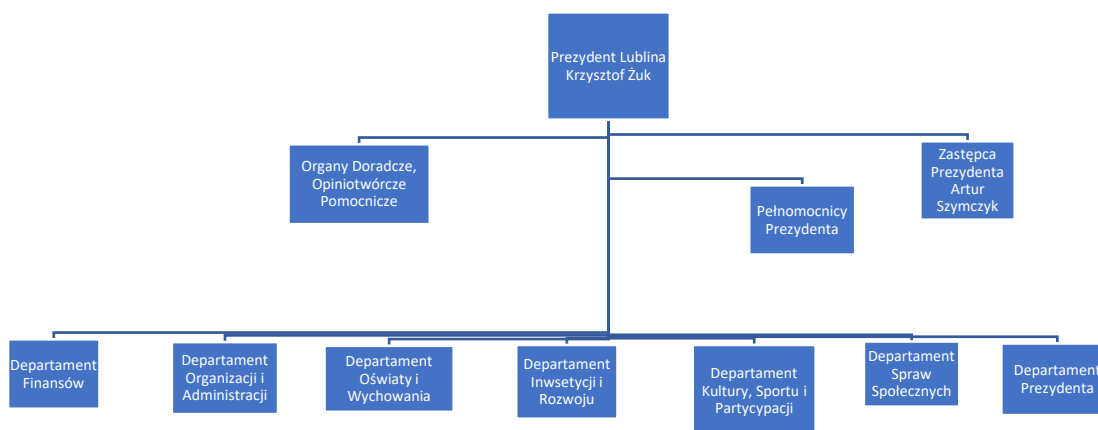 Prezydent Lublina
Krzysztof Żuk
Organy Doradcze,
Opiniotwórcze
Pomocnicze
Zastępca
Prezydenta
Artur
Szymczyk
Pełnomocnicy
Prezydenta
Departament
Finansów
Departament
Organizacji i
Administracji
Departament
Oświaty i
Wychowania
Departament
Inwsetycji i
Rozwoju
Departament
Kultury, Sportu i
Partycypacji
Departament
Spraw
Społecznych
Departament
Prezydenta